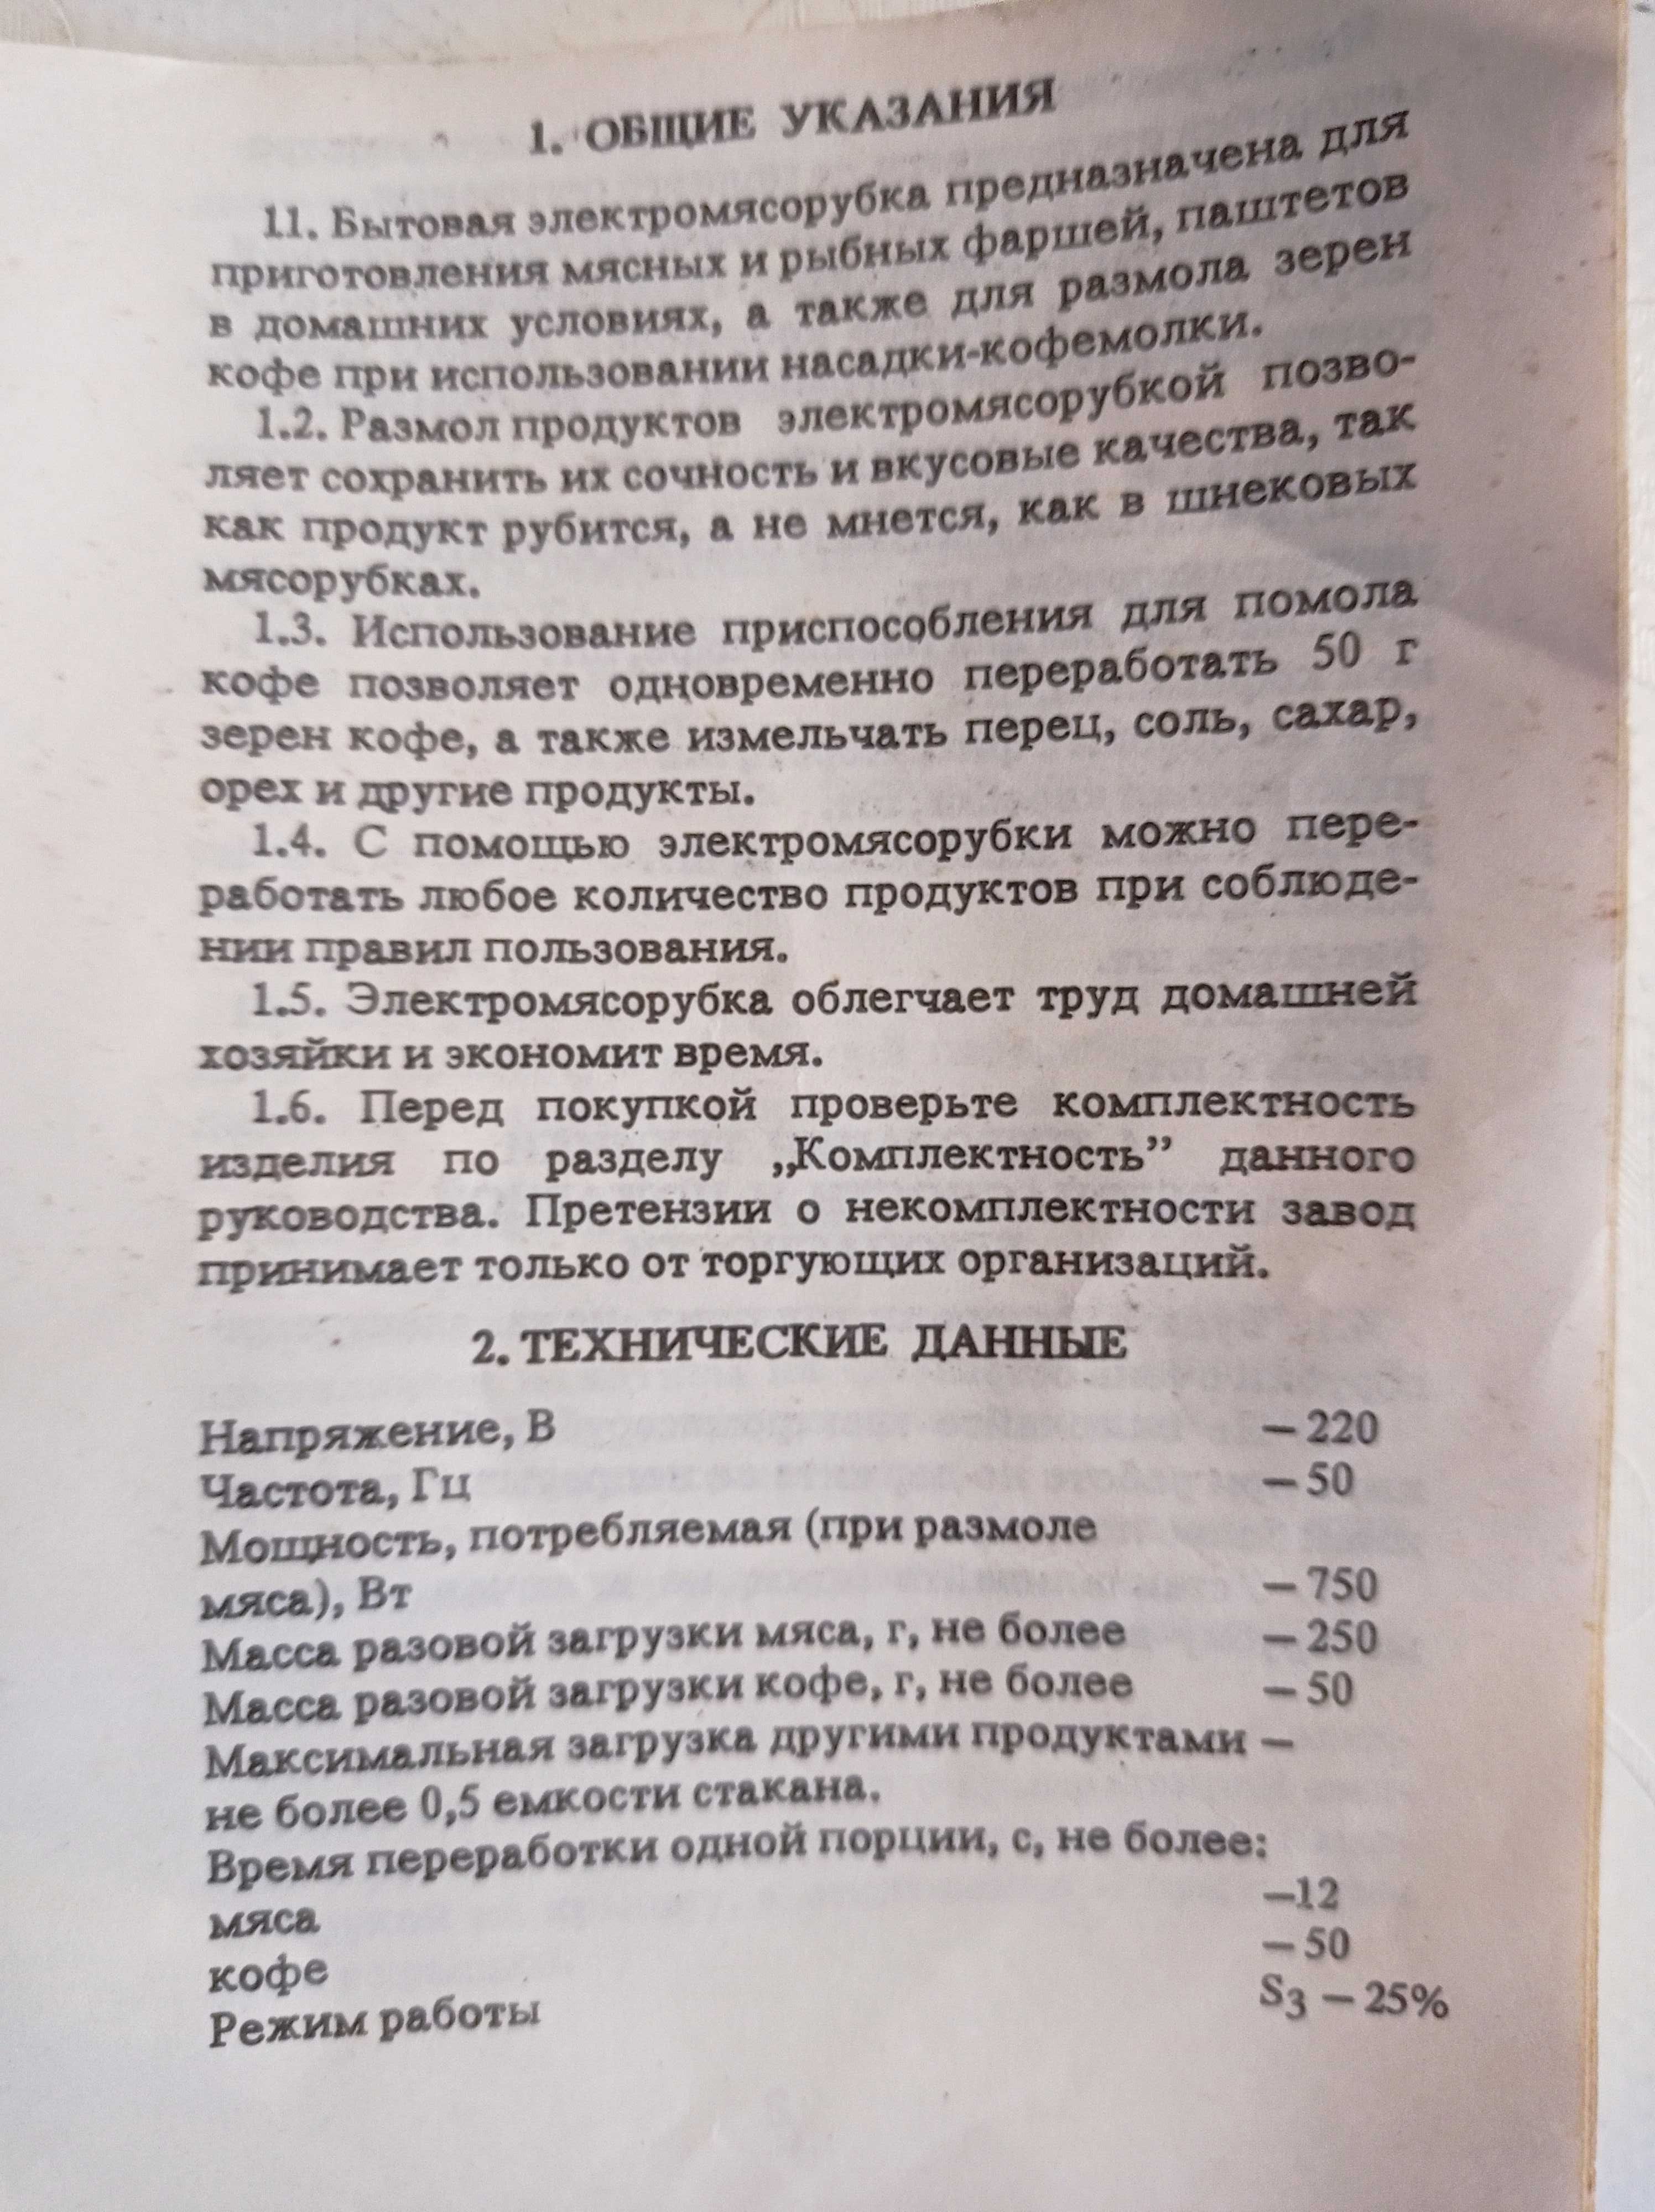 1. ОБЩИЕ УКАЗАНИЯ
11. Бытовая электромясорубка предназначена для
приготовления мясных и рыбных фаршей, паштетов
в домашних условиях, а также для размола зерен
кофе при использовании насадки-кофемолки.
1.2. Размол продуктов электромясорубкой позво-
ляет сохранить их сочность и вкусовые качества, так
как продукт рубится, а не мнется, как в шнековых
мясорубках.
1.3. Использование приспособления для помола
кофе позволяет одновременно переработать 50 г
зерен кофе, а также измельчать перец, соль, сахар,
орех и другие продукты.
1.4. С помощью электромясорубки можно пере-
работать любое количество продуктов при соблюде-
нии правил пользования.
1.5. Электромясорубка облегчает труд домашней
хозяйки и экономит время.
1.6. Перед покупкой проверьте комплектность
изделия по разделу „Комплектность” данного
руководства. Претензии о некомплектности завод
принимает только от торгующих организаций.
2. ТЕХНИЧЕСКИЕ ДАННЫЕ
Напряжение, В — 220
Частота, Гц — 50
Мощность, потребляемая (при размоле
мяса), Вт — 750
Масса разовой загрузки мяса, г, не более — 250
Масса разовой загрузки кофе, г, не более — 50
Максимальная загрузка другими продуктами —
не более 0,5 емкости стакана.
Время переработки одной порции, с, не более:
мяса —12
кофе — 50
Режим работы S3 — 25%